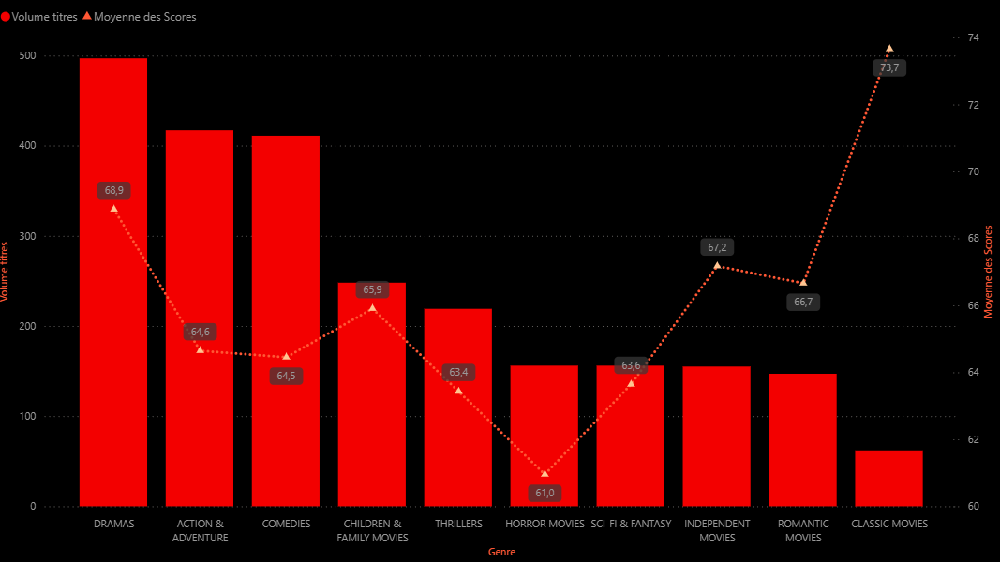 Volume titres
Moyenne des Scores
500
400
300
200
100
0
Volume titres
74
72
70
68
66
64
62
60
Moyenne des Scores
68,9
64,6
64,5
65,9
63,4
61,0
63,6
67,2
66,7
73,7
DRAMAS
ACTION &
ADVENTURE
COMEDIES
CHILDREN &
FAMILY MOVIES
THRILLERS
HORROR MOVIES
SCI-FI & FANTASY
INDEPENDENT
MOVIES
ROMANTIC
MOVIES
CLASSIC MOVIES
Genre